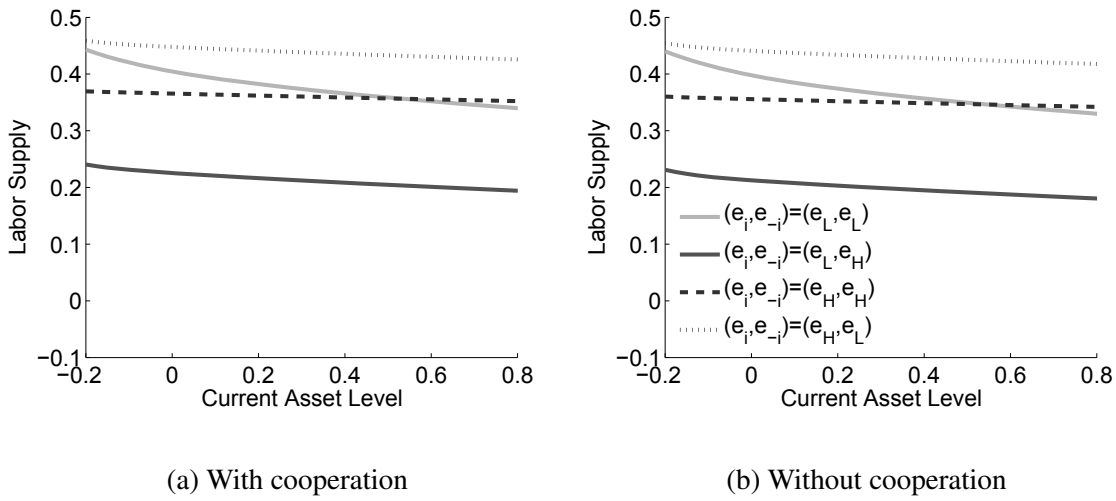 0.5
0.4
0.3
0.2
0.1
0
−0.1
Labor Supply
−0.2 0 0.2 0.4 0.6 0.8
Current Asset Level
(a) With cooperation
0.5
0.4
0.3
0.2
0.1
0
−0.1
Labor Supply
(e_i,e_−i)=(e_L,e_L)
(e_i,e_−i)=(e_L,e_H)
(e_i,e_−i)=(e_H,e_H)
(e_i,e_−i)=(e_H,e_L)
−0.2 0 0.2 0.4 0.6 0.8
Current Asset Level
(b) Without cooperation